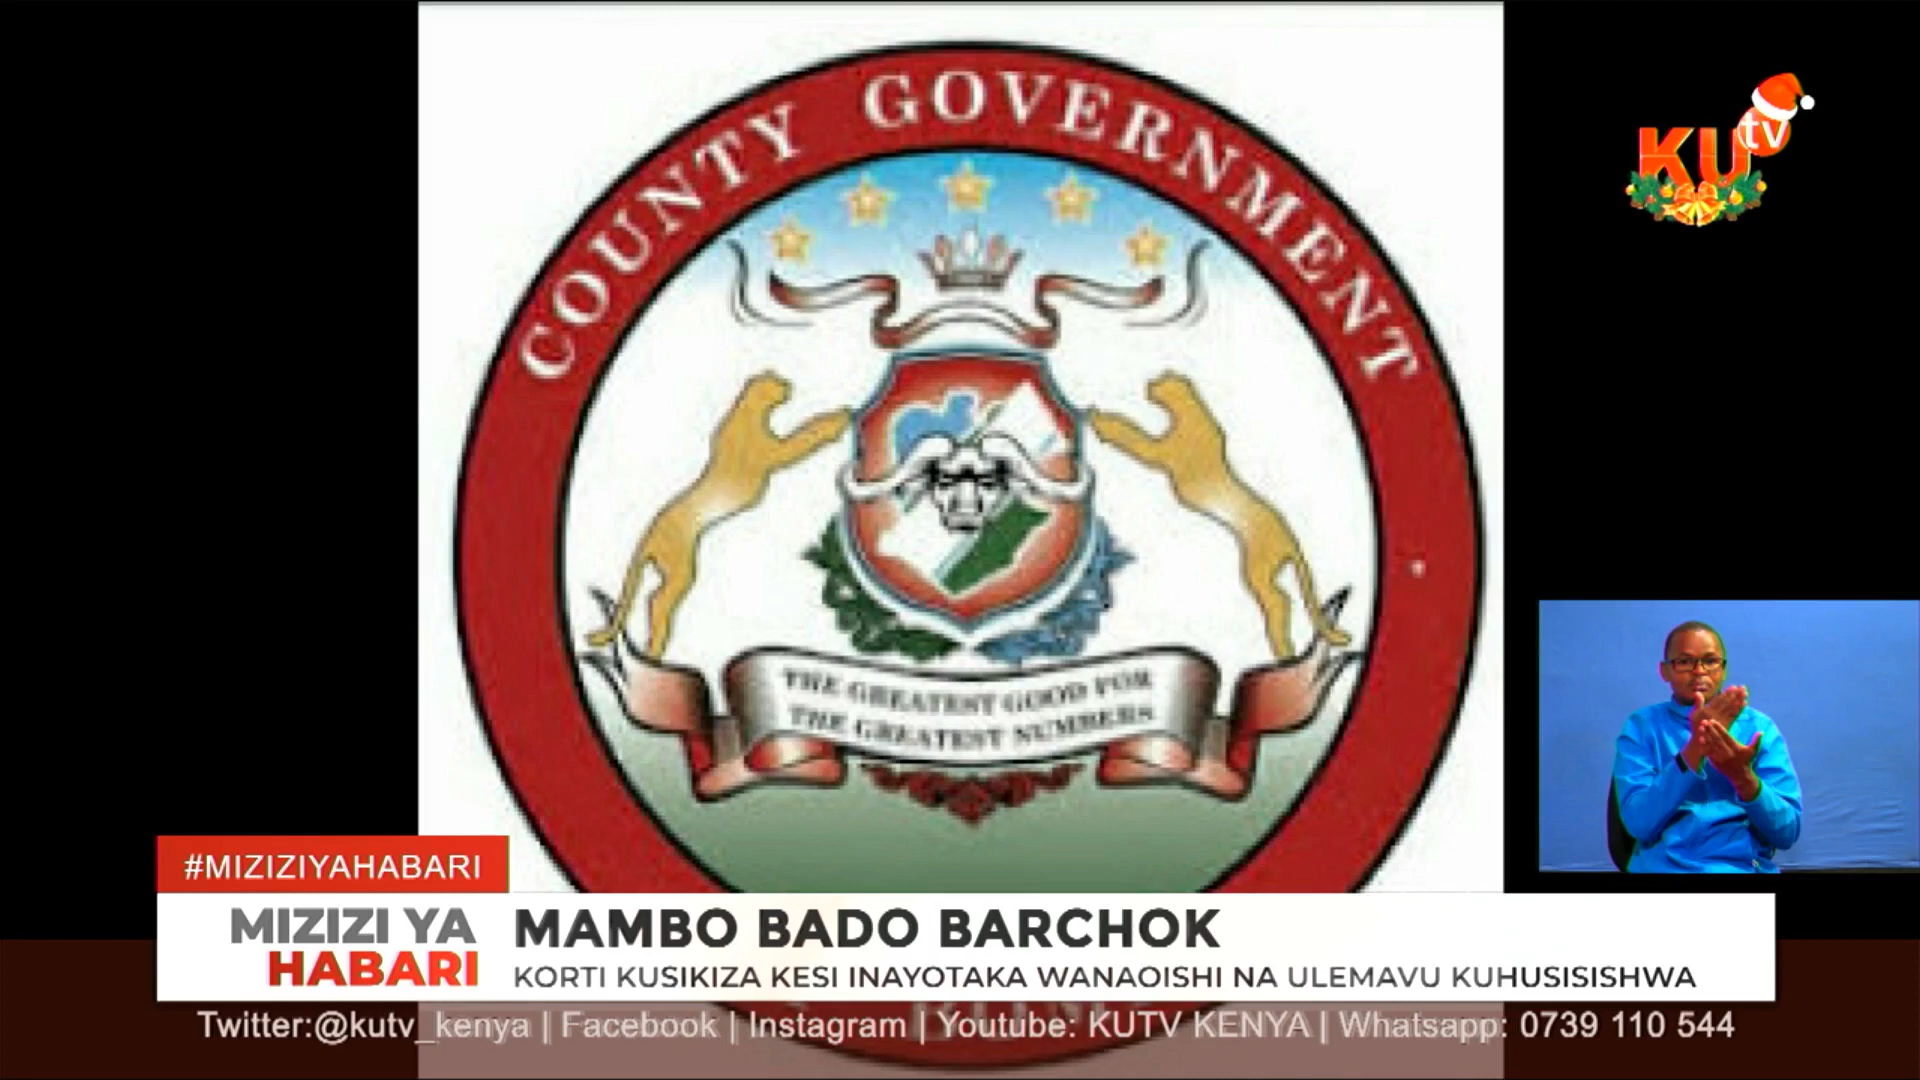 COUNTY GOVERNMENT
KU tv
THE GREATEST GOOD FOR
THE GREATEST NUMBERS
#MIZIZIYAHABARI
MIZIZI YA
HABARI
MAMBO BADO BARCHOK
KORTI KUSIKIZA KESI INAYOTAKA WANAOISHI NA ULEMAVU KUHUSISISHWA
Twitter:@kutv_kenya | Facebook | Instagram | Youtube: KUTV KENYA | Whatsapp: 0739 110 544